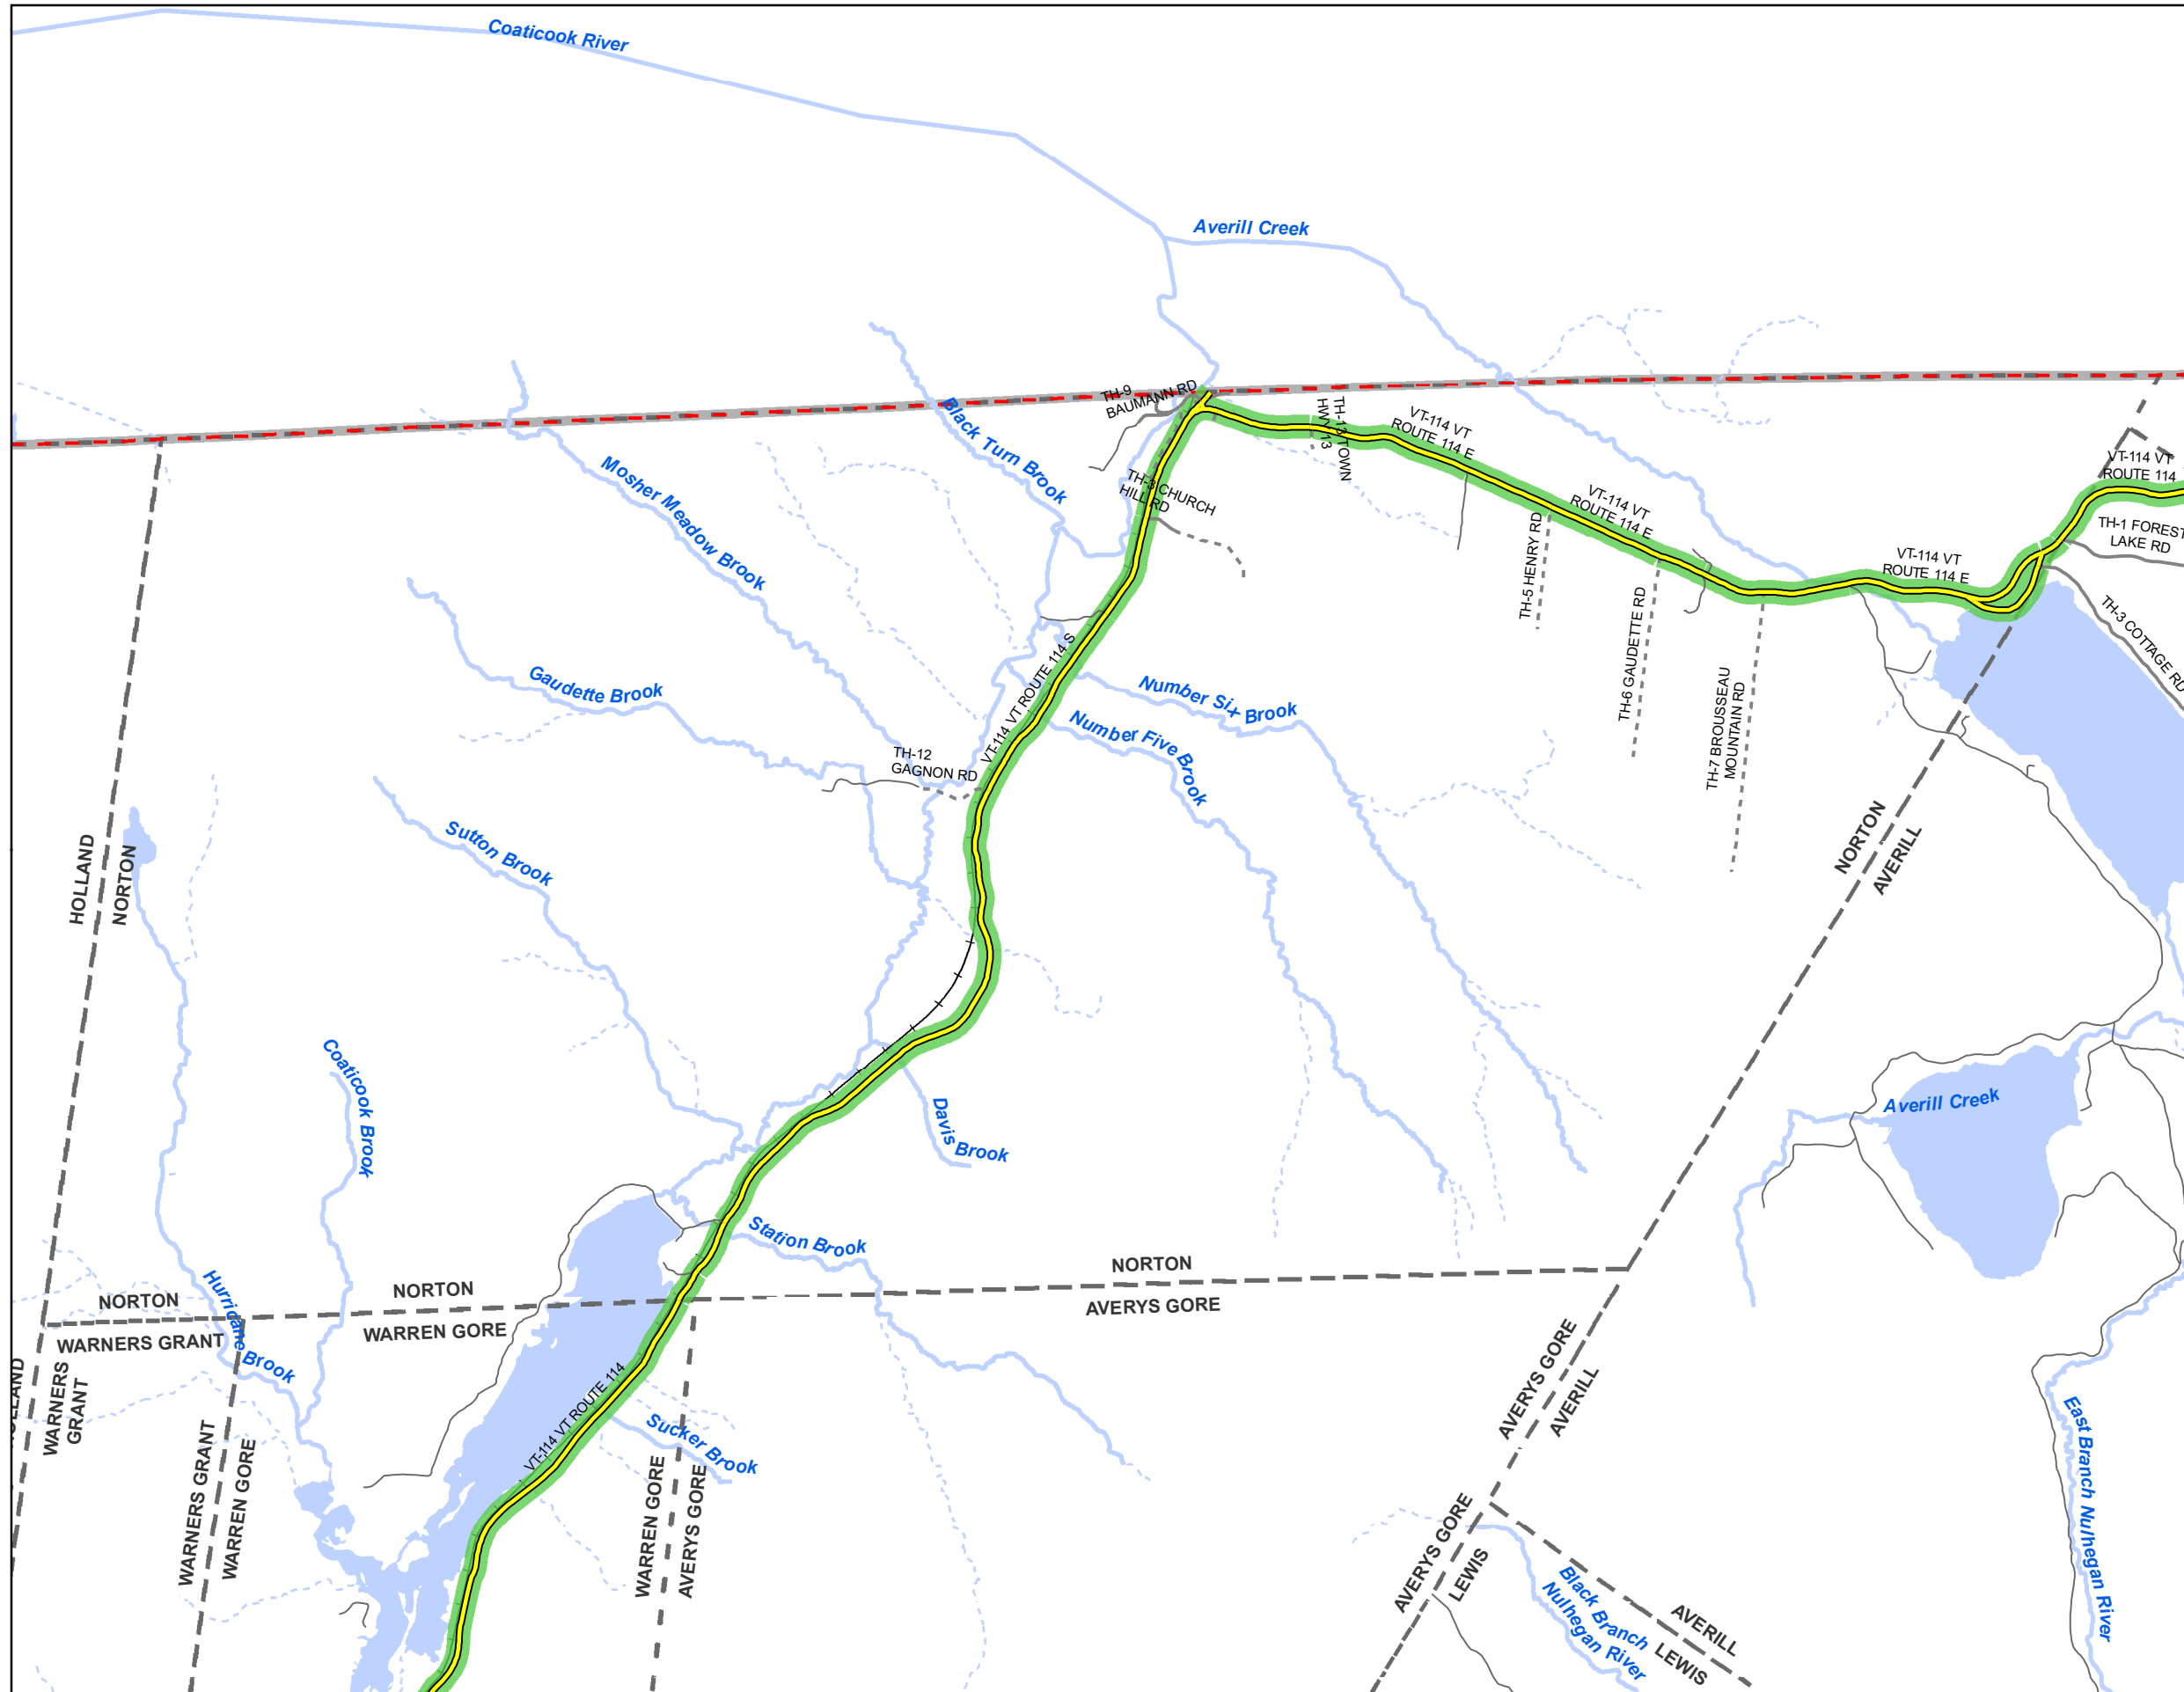 Coaticook River
Averill Creek
TH-9
BAUMANN RD
Black Turn Brook
TH-13 TOWN
HWY 13
VT-114 VT
ROUTE 114 E
VT-114 VT
ROUTE 114
Mosher Meadow Brook
TH-3 CHURCH
HILL RD
VT-114 VT
ROUTE 114 E
TH-1 FOREST
LAKE RD
TH-5 HENRY RD
VT-114 VT
ROUTE 114 E
TH-3 COTTAGE RD
TH-6 GAUDETTE RD
Gaudette Brook
VT-114 VT ROUTE 114 S
Number Six Brook
Number Five Brook
TH-7 BROUSSEAU
MOUNTAIN RD
TH-12
GAGNON RD
Sutton Brook
HOLLAND
NORTON
NORTON
AVERILL
Coaticook Brook
Davis Brook
Averill Creek
Station Brook
Hurricane Brook
NORTON
WARNERS GRANT
NORTON
WARREN GORE
NORTON
AVERYS GORE
WARNERS
GRANT
AVERYS GORE
AVERILL
VT-114 VT ROUTE 114
Sucker Brook
WARNERS GRANT
WARREN GORE
WARREN GORE
AVERYS GORE
AVERYS GORE
LEWIS
East Branch Nulhegan River
Black Branch
Nulhegan River
AVERILL
LEWIS